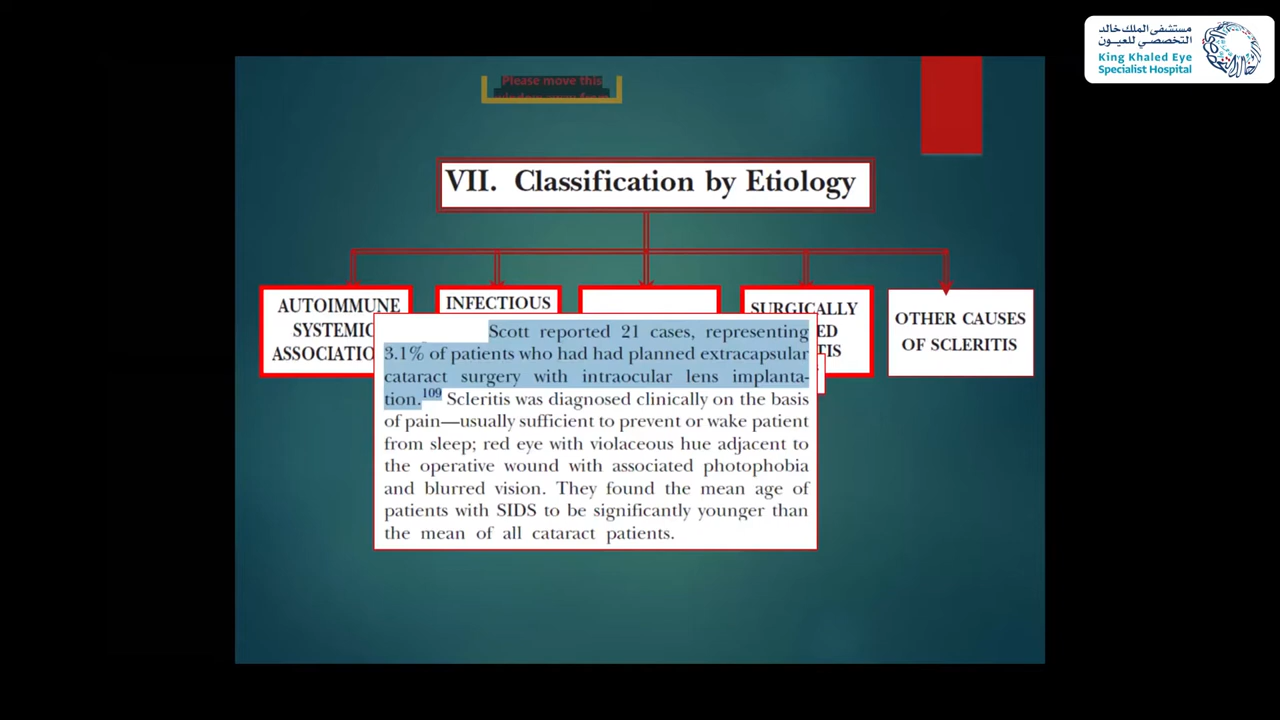 مستشفى الملك خالد
التخصصي للعيون
King Khaled Eye
Specialist Hospital
Please move this
VII. Classification by Etiology
AUTOIMMUNE
SYSTEMIC
ASSOCIATIO
INFECTIOUS
SURGICALLY
ED
TIS
OTHER CAUSES
OF SCLERITIS
Scott reported 21 cases, representing
3.1% of patients who had had planned extracapsular
cataract surgery with intraocular lens implanta-
tion.109 Scleritis was diagnosed clinically on the basis
of pain—usually sufficient to prevent or wake patient
from sleep; red eye with violaceous hue adjacent to
the operative wound with associated photophobia
and blurred vision. They found the mean age of
patients with SIDS to be significantly younger than
the mean of all cataract patients.